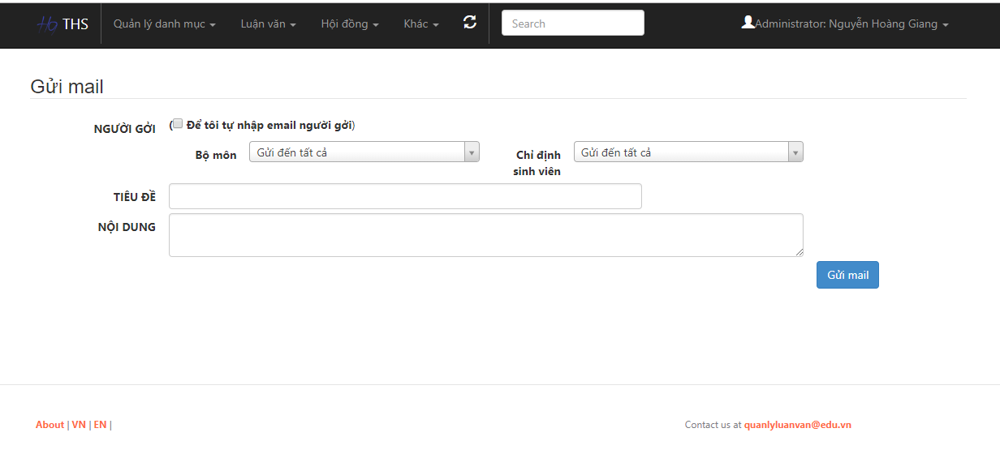 Hb THS Quản lý danh mục Luận văn Hội đồng Khác Search Administrator: Nguyễn Hoàng Giang
Gửi mail
NGƯỜI GỞI (Để tôi tự nhập email người gởi)
Bộ môn Gửi đến tất cả Chỉ định sinh viên Gửi đến tất cả
TIÊU ĐỀ
NỘI DUNG
Gửi mail
About | VN | EN | Contact us at quanlyluanvan@edu.vn